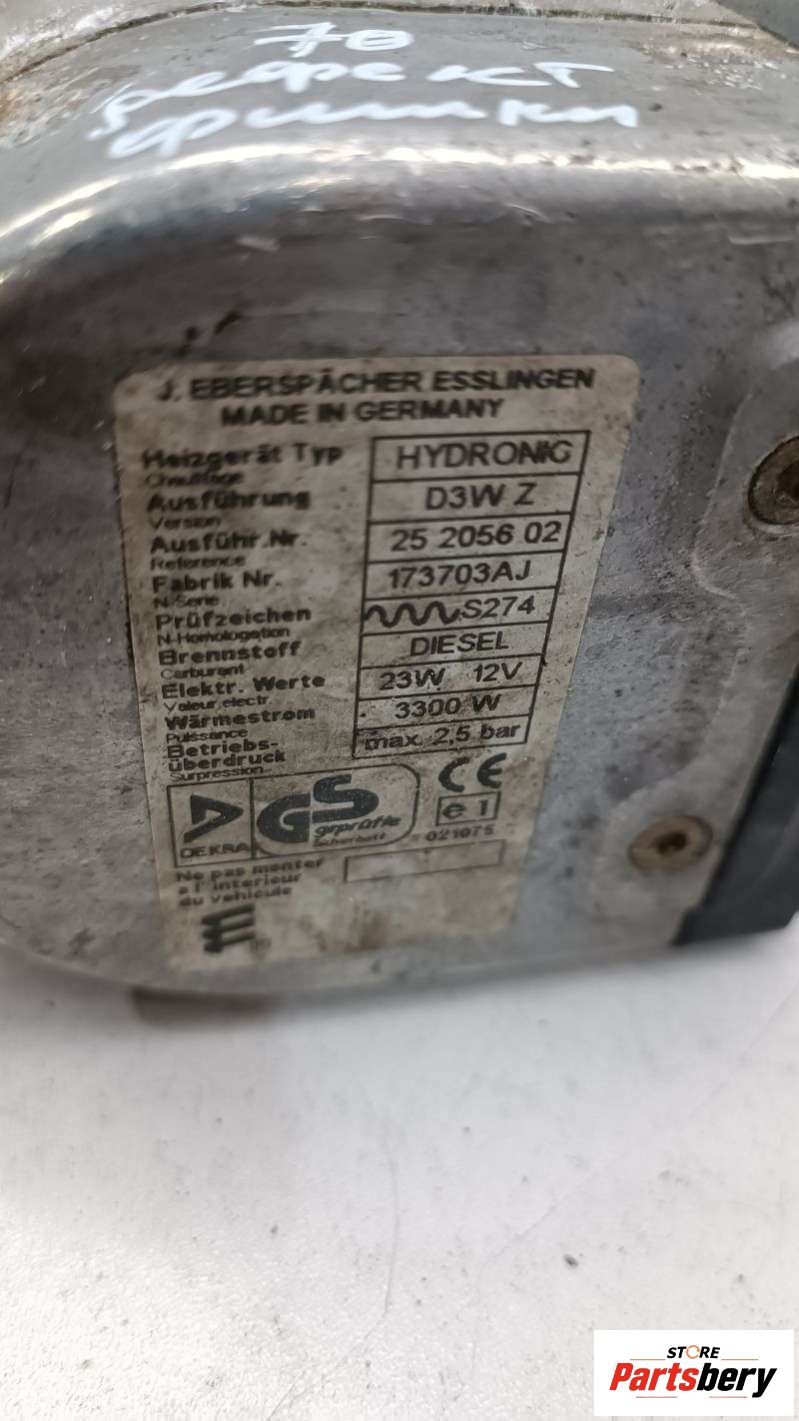 70
дефект
фишки
J. EBERSPÄCHER ESSLINGEN
MADE IN GERMANY
Heizgerät Typ HYDRONIC
Chauffage
Ausführung D3W Z
Version
Ausführ.Nr. 25 2056 02
Reference
Fabrik Nr. 173703AJ
N-Serie
Prüfzeichen S274
N-Homologation
Brennstoff DIESEL
Carburant
Elektr. Werte 23W 12V
Valeur electr
Wärmestrom 3300 W
Puissance
Betriebs-
überdruck max. 2,5 bar
Surpression
DEKRA
GS
geprüfte
Sicherheit
CE
e 1
021075
Ne pas monter
a l'interieur
du vehicule
STORE
Partsbery